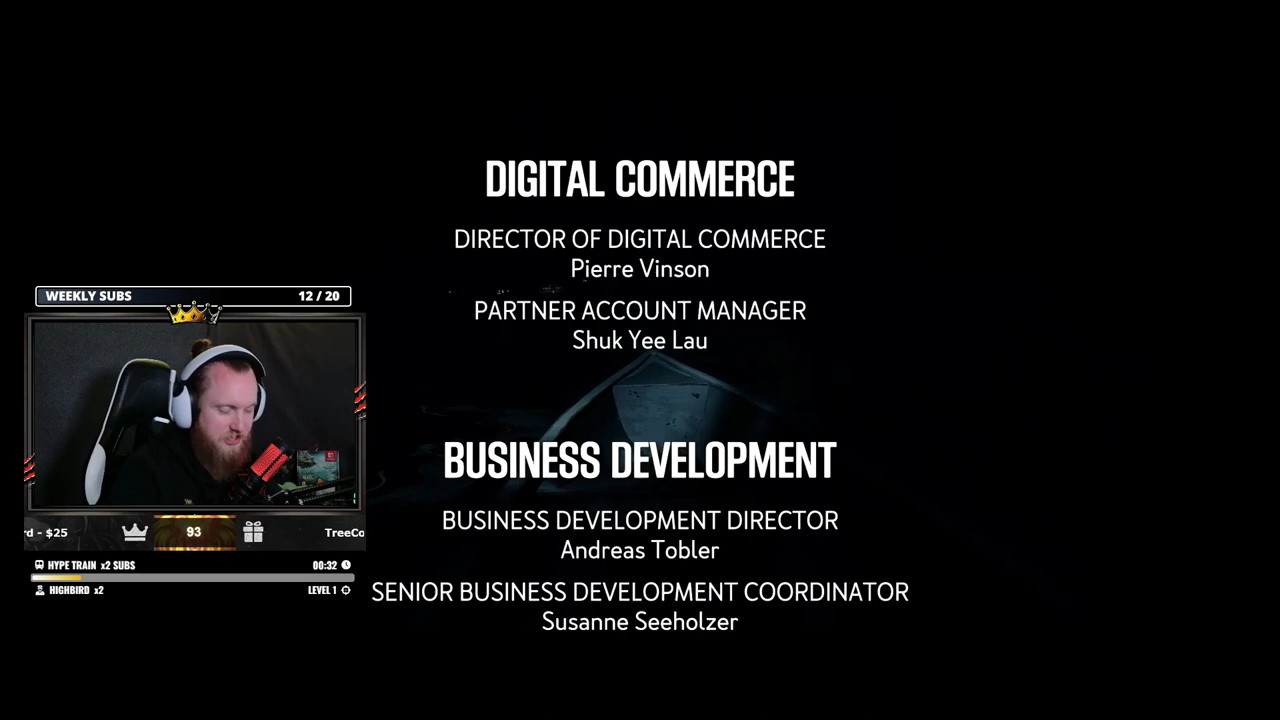 DIGITAL COMMERCE
DIRECTOR OF DIGITAL COMMERCE
Pierre Vinson
PARTNER ACCOUNT MANAGER
Shuk Yee Lau
BUSINESS DEVELOPMENT
BUSINESS DEVELOPMENT DIRECTOR
Andreas Tobler
SENIOR BUSINESS DEVELOPMENT COORDINATOR
Susanne Seeholzer
WEEKLY SUBS 12 / 20
rd - $25 93 TreeCo
HYPE TRAIN x2 SUBS 00:32
HIGHBIRD x2 LEVEL 1